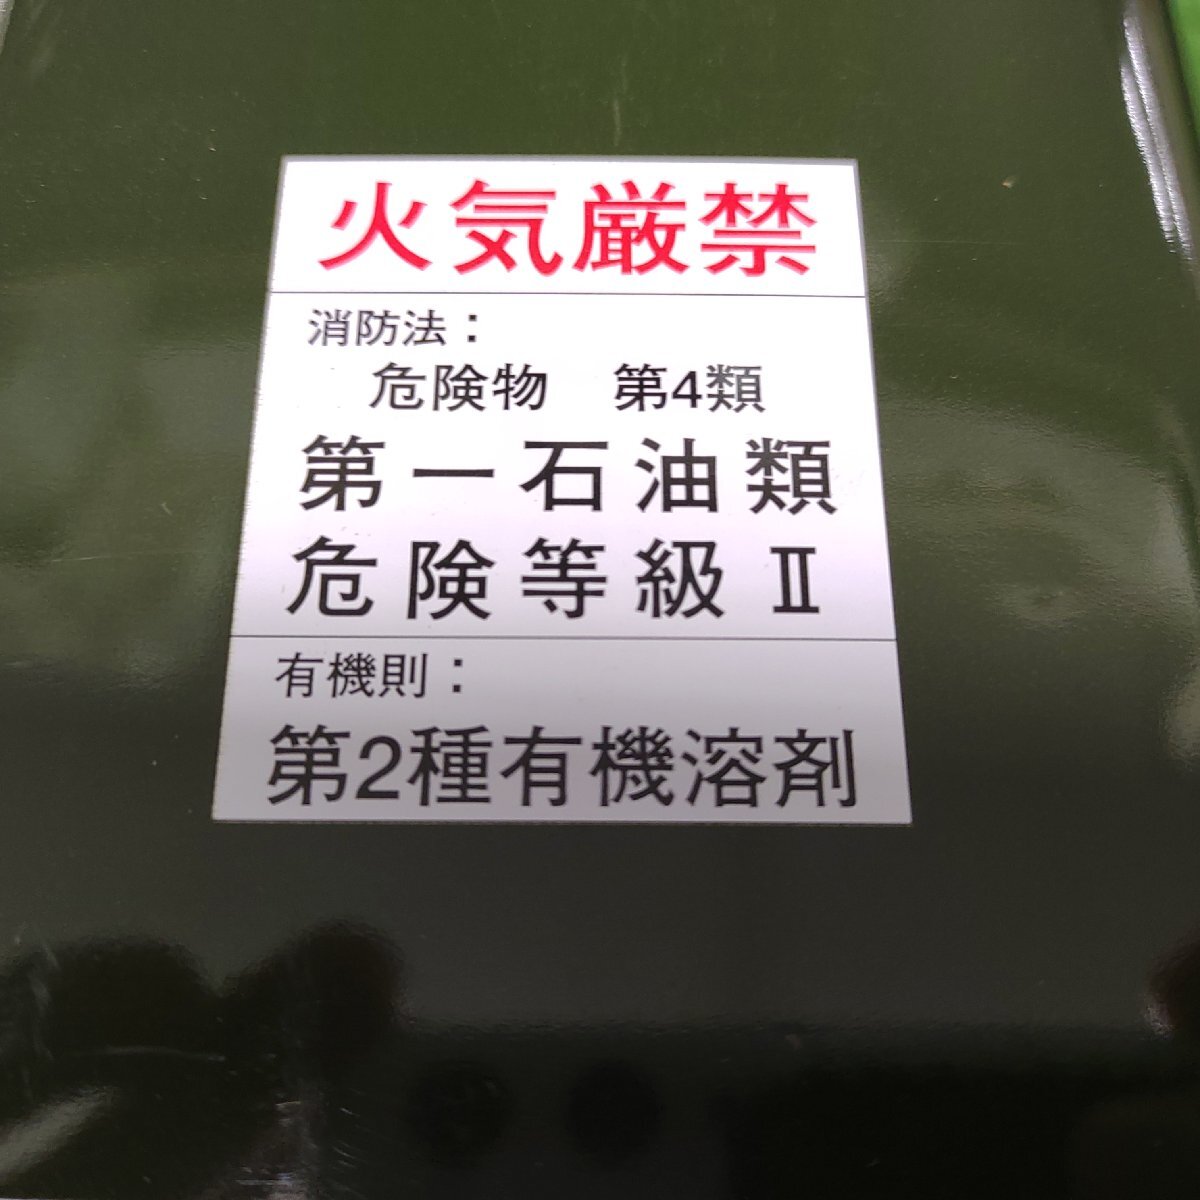 火気厳禁
消防法：
危険物　第4類
第一石油類
危険等級Ⅱ
有機則：
第2種有機溶剤